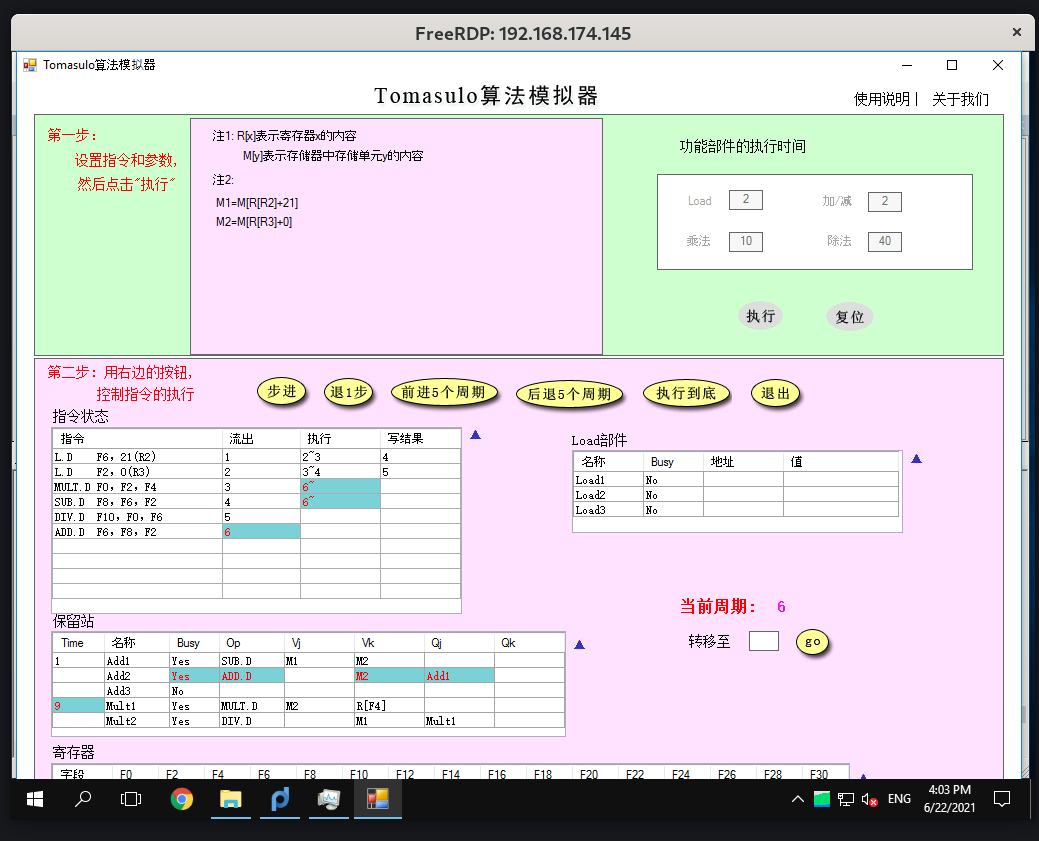 FreeRDP: 192.168.174.145
Tomasulo算法模拟器
Tomasulo算法模拟器
使用说明 | 关于我们
第一步：
设置指令和参数,
然后点击“执行”
注1: R[x]表示寄存器x的内容
M[y]表示存储器中存储单元y的内容
注2:
M1=M[R[R2]+21]
M2=M[R[R3]+0]
功能部件的执行时间
Load 2 加/减 2
乘法 10 除法 40
执行 复位
第二步: 用右边的按钮,
控制指令的执行
步进 退1步 前进5个周期 后退5个周期 执行到底 退出
指令状态
指令 流出 执行 写结果
L.D F6, 21(R2) 1 2~3 4
L.D F2, 0(R3) 2 3~4 5
MULT.D F0, F2, F4 3 6~
SUB.D F8, F6, F2 4 6~
DIV.D F10, F0, F6 5
ADD.D F6, F8, F2 6
Load部件
名称 Busy 地址 值
Load1 No
Load2 No
Load3 No
当前周期: 6
转移至 go
保留站
Time 名称 Busy Op Vj Vk Qj Qk
1 Add1 Yes SUB.D M1 M2
Add2 Yes ADD.D M2 Add1
Add3 No
9 Mult1 Yes MULT.D M2 R[F4]
Mult2 Yes DIV.D M1 Mult1
寄存器
字段 F0 F2 F4 F6 F8 F10 F12 F14 F16 F18 F20 F22 F24 F26 F28 F30
ENG
4:03 PM
6/22/2021